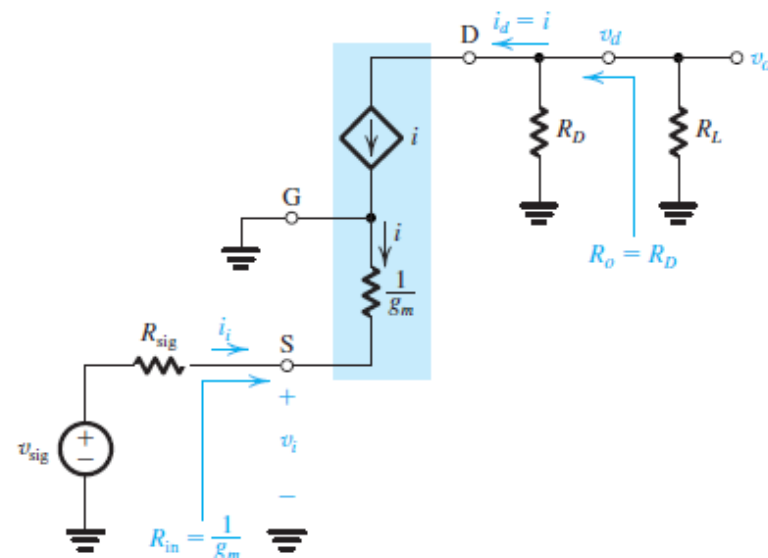 i_d = i
D
v_d
v_o
i
R_D
R_L
G
i
R_o = R_D
1/g_m
R_sig
i_i
S
+
v_sig
+
−
v_i
−
R_in = 1/g_m